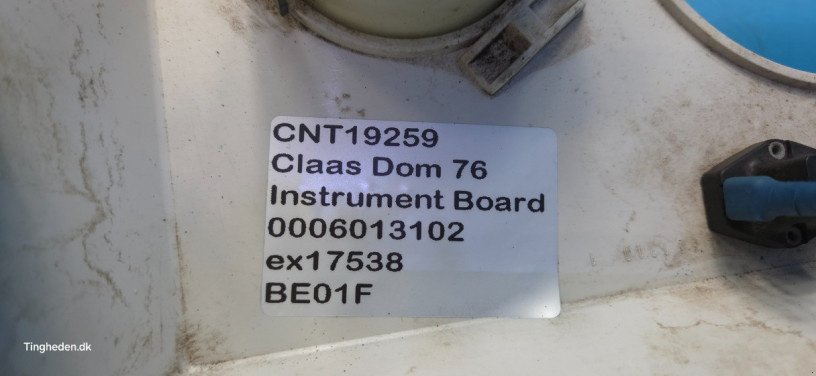 CNT19259
Claas Dom 76
Instrument Board
0006013102
ex17538
BE01F
Tingheden.dk